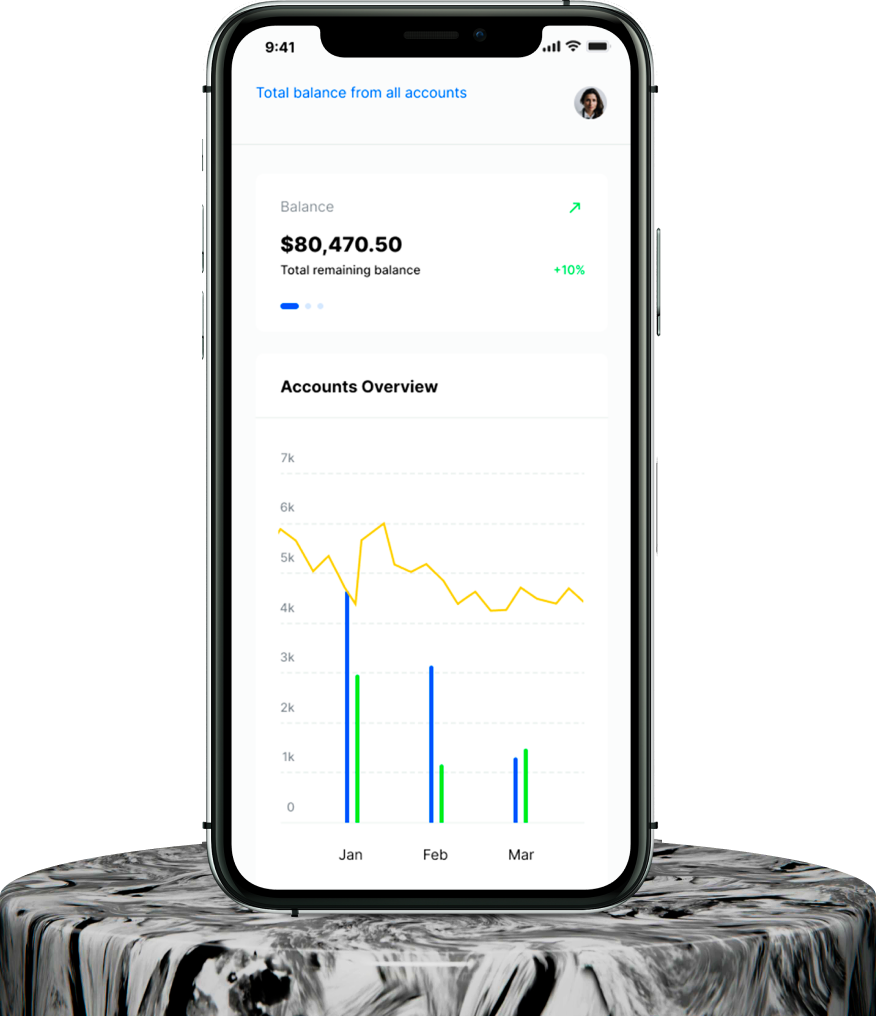 9:41
Total balance from all accounts
Balance
$80,470.50
Total remaining balance
+10%
Accounts Overview
7k
6k
5k
4k
3k
2k
1k
0
Jan Feb Mar